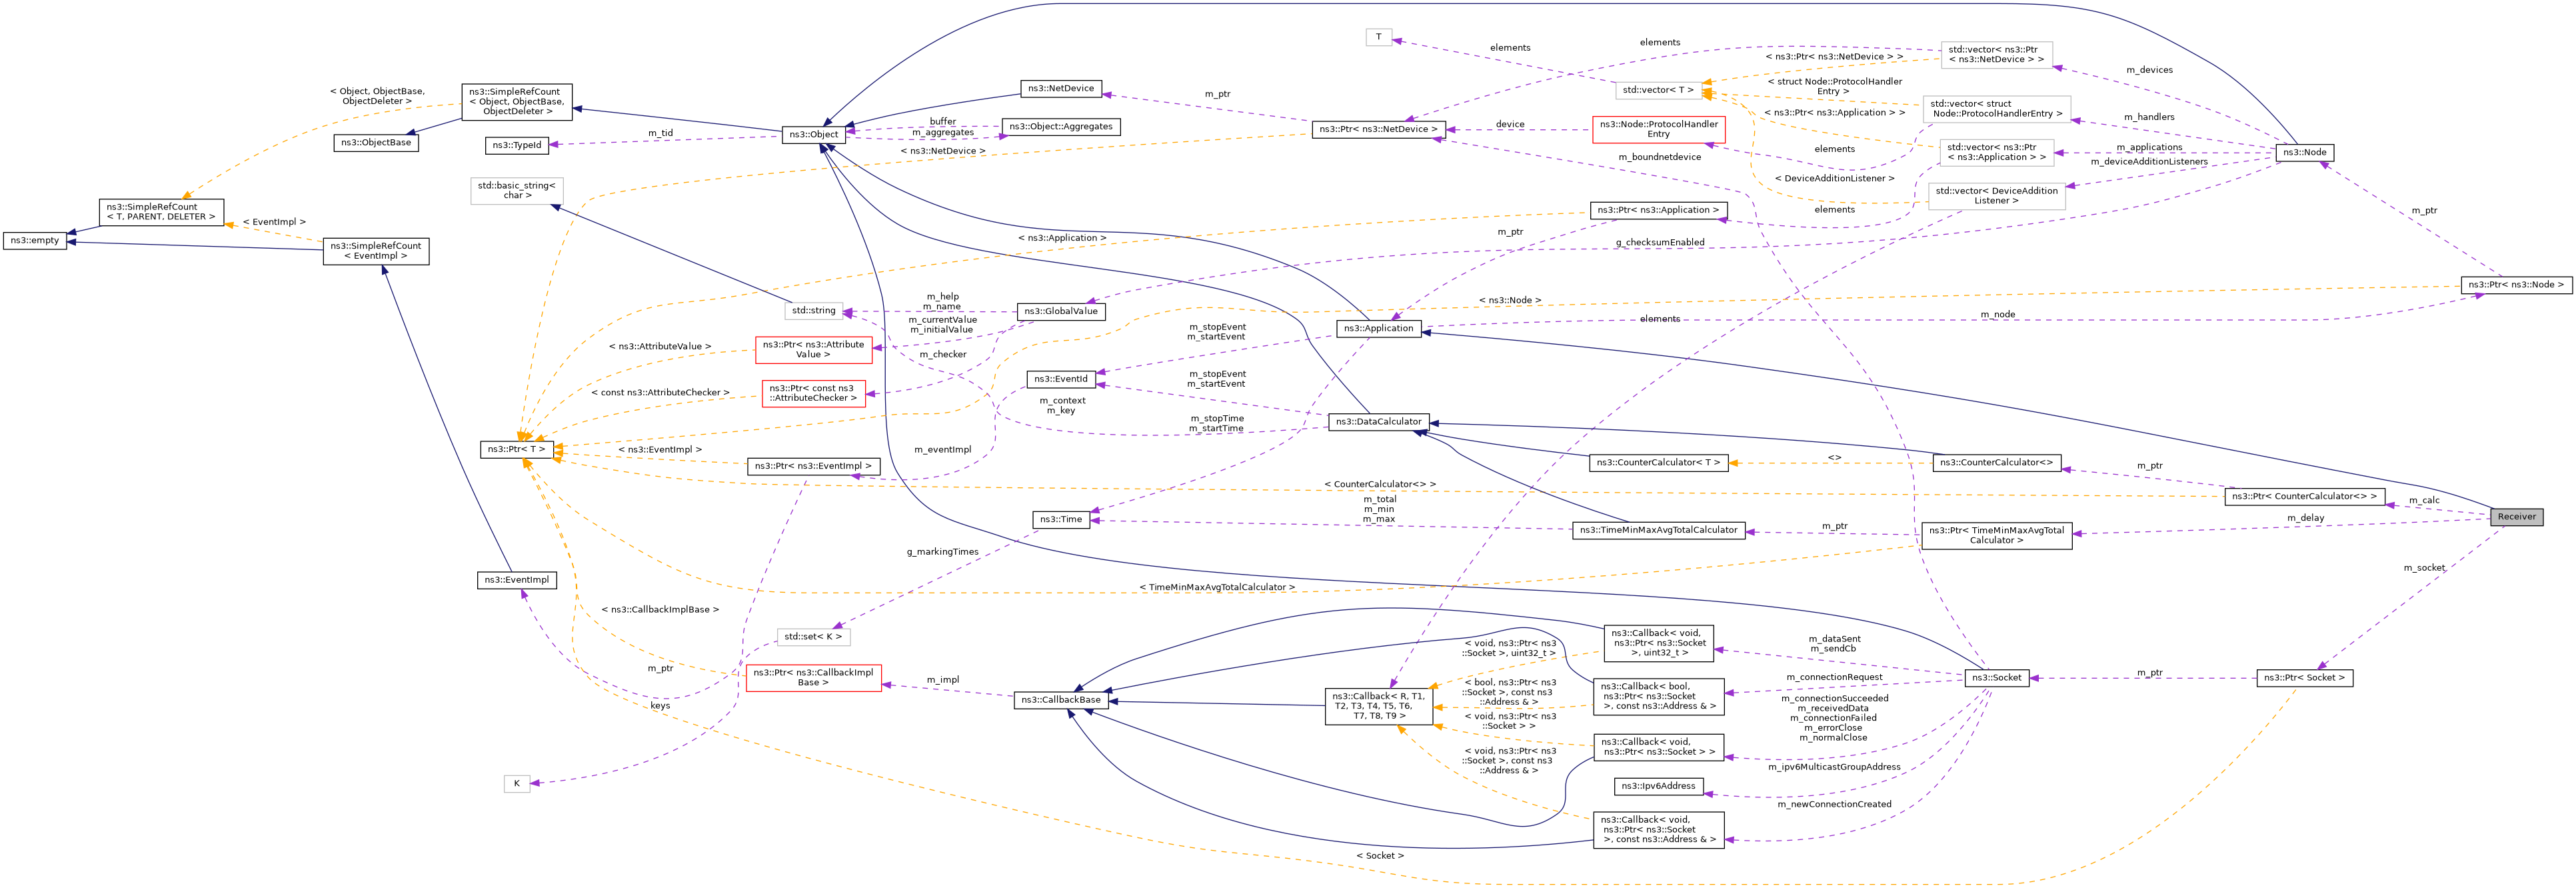 T
elements
elements
std::vector< ns3::Ptr
< ns3::NetDevice > >
< ns3::Ptr< ns3::NetDevice > >
m_devices
< Object, ObjectBase,
ObjectDeleter >
ns3::SimpleRefCount
< Object, ObjectBase,
ObjectDeleter >
ns3::NetDevice
m_ptr
std::vector< T >
< struct Node::ProtocolHandler
Entry >
std::vector< struct
Node::ProtocolHandlerEntry >
m_handlers
ns3::ObjectBase
ns3::TypeId
m_tid
ns3::Object
buffer
m_aggregates
ns3::Object::Aggregates
ns3::Ptr< ns3::NetDevice >
device
ns3::Node::ProtocolHandler
Entry
< ns3::Ptr< ns3::Application > >
elements
std::vector< ns3::Ptr
< ns3::Application > >
m_applications
m_deviceAdditionListeners
ns3::Node
< ns3::NetDevice >
m_boundnetdevice
< DeviceAdditionListener >
std::vector< DeviceAddition
Listener >
std::basic_string<
char >
ns3::SimpleRefCount
< T, PARENT, DELETER >
< EventImpl >
ns3::empty
ns3::SimpleRefCount
< EventImpl >
ns3::Ptr< ns3::Application >
elements
m_ptr
< ns3::Application >
m_ptr
g_checksumEnabled
ns3::Ptr< ns3::Node >
< ns3::Node >
std::string
m_help
m_name
ns3::GlobalValue
m_currentValue
m_initialValue
elements
m_node
ns3::Application
m_stopEvent
m_startEvent
< ns3::AttributeValue >
ns3::Ptr< ns3::Attribute
Value >
m_checker
ns3::EventId
m_stopEvent
m_startEvent
< const ns3::AttributeChecker >
ns3::Ptr< const ns3
::AttributeChecker >
m_context
m_key
m_stopTime
m_startTime
ns3::DataCalculator
ns3::Ptr< T >
< ns3::EventImpl >
m_eventImpl
ns3::Ptr< ns3::EventImpl >
ns3::CounterCalculator< T >
<>
ns3::CounterCalculator<>
m_ptr
< CounterCalculator<> >
ns3::Ptr< CounterCalculator<> >
m_calc
m_total
m_min
m_max
ns3::Time
ns3::TimeMinMaxAvgTotalCalculator
m_ptr
ns3::Ptr< TimeMinMaxAvgTotal
Calculator >
m_delay
Receiver
g_markingTimes
ns3::EventImpl
< TimeMinMaxAvgTotalCalculator >
m_socket
< ns3::CallbackImplBase >
std::set< K >
m_ptr
ns3::Ptr< ns3::CallbackImpl
Base >
m_impl
keys
K
ns3::CallbackBase
ns3::Callback< R, T1,
T2, T3, T4, T5, T6,
T7, T8, T9 >
< void, ns3::Ptr< ns3
::Socket >, uint32_t >
ns3::Callback< void,
ns3::Ptr< ns3::Socket
>, uint32_t >
m_dataSent
m_sendCb
< bool, ns3::Ptr< ns3
::Socket >, const ns3
::Address & >
ns3::Callback< bool,
ns3::Ptr< ns3::Socket
>, const ns3::Address & >
m_connectionRequest
ns3::Socket
m_ptr
ns3::Ptr< Socket >
< void, ns3::Ptr< ns3
::Socket > >
ns3::Callback< void,
ns3::Ptr< ns3::Socket > >
m_connectionSucceeded
m_receivedData
m_connectionFailed
m_errorClose
m_normalClose
< void, ns3::Ptr< ns3
::Socket >, const ns3
::Address & >
m_ipv6MulticastGroupAddress
ns3::Ipv6Address
m_newConnectionCreated
ns3::Callback< void,
ns3::Ptr< ns3::Socket
>, const ns3::Address & >
< Socket >